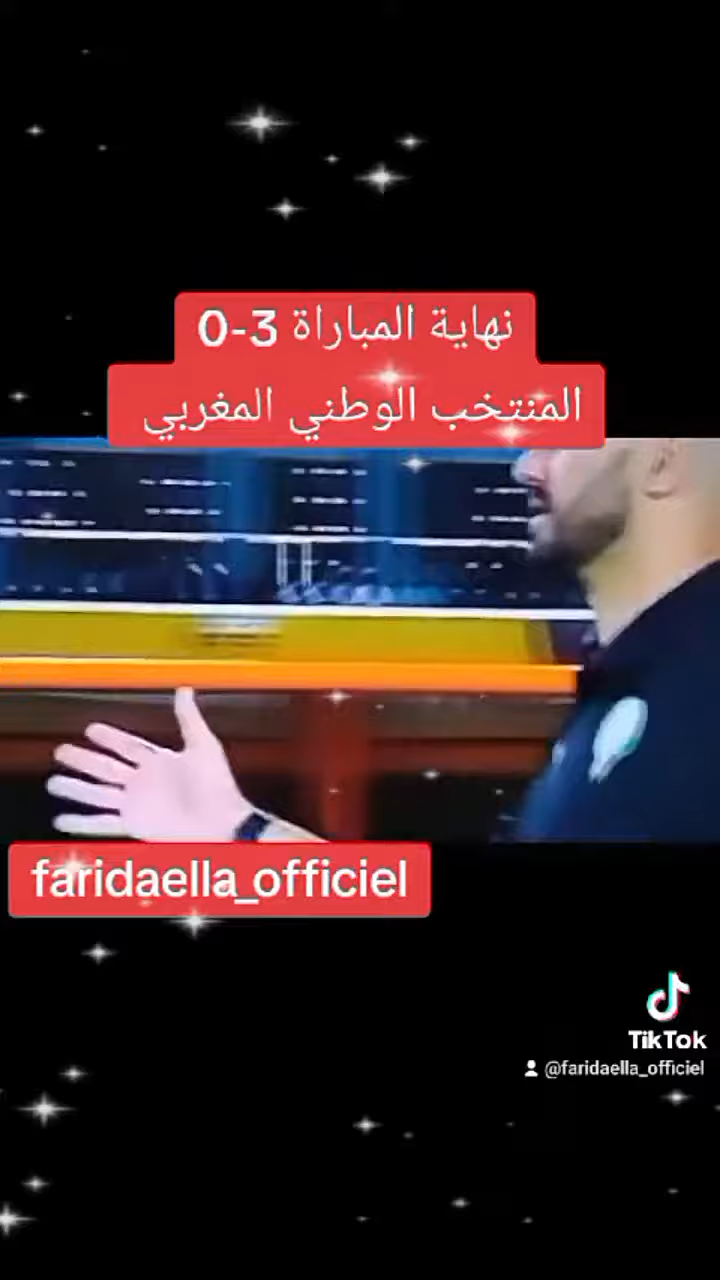 نهاية المباراة 3-0
المنتخب الوطني المغربي
faridaella_officiel
TikTok
@faridaella_officiel